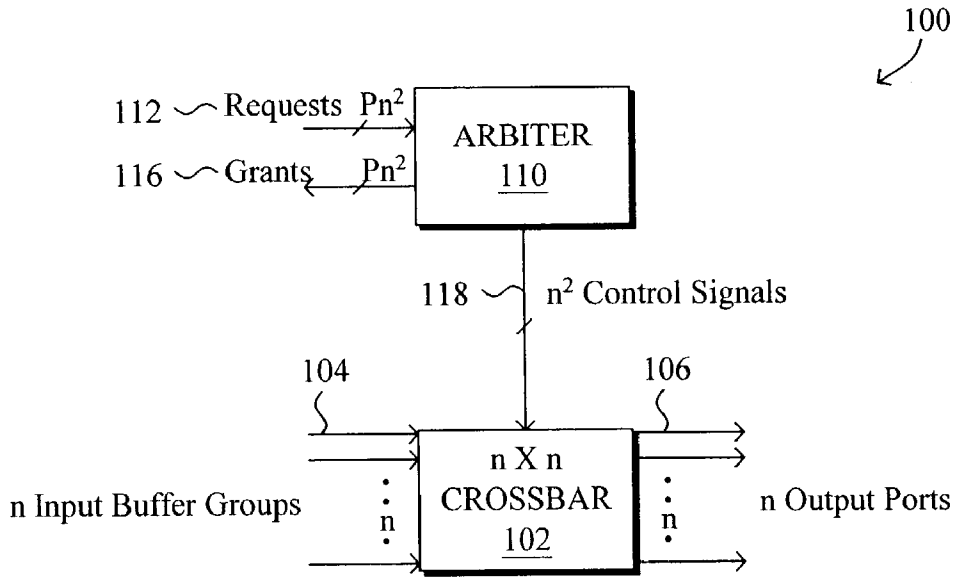 100
112 Requests Pn²
ARBITER
116 Grants Pn²
110
118 n² Control Signals
104 106
n X n
n Input Buffer Groups n CROSSBAR n n Output Ports
102